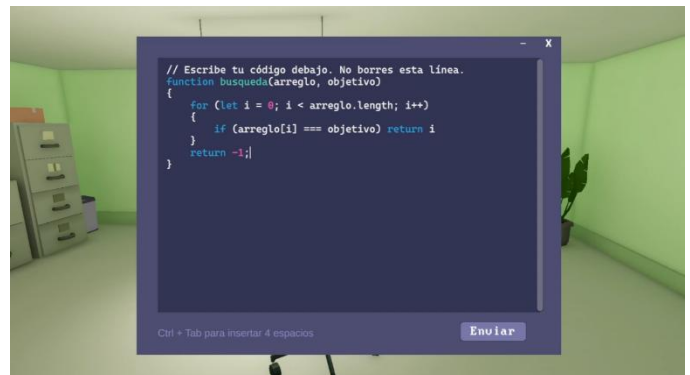 - X
// Escribe tu código debajo. No borres esta línea.
function busqueda(arreglo, objetivo)
{
    for (let i = 0; i < arreglo.length; i++)
    {
        if (arreglo[i] === objetivo) return i
    }
    return -1;
}
Ctrl + Tab para insertar 4 espacios
Enviar